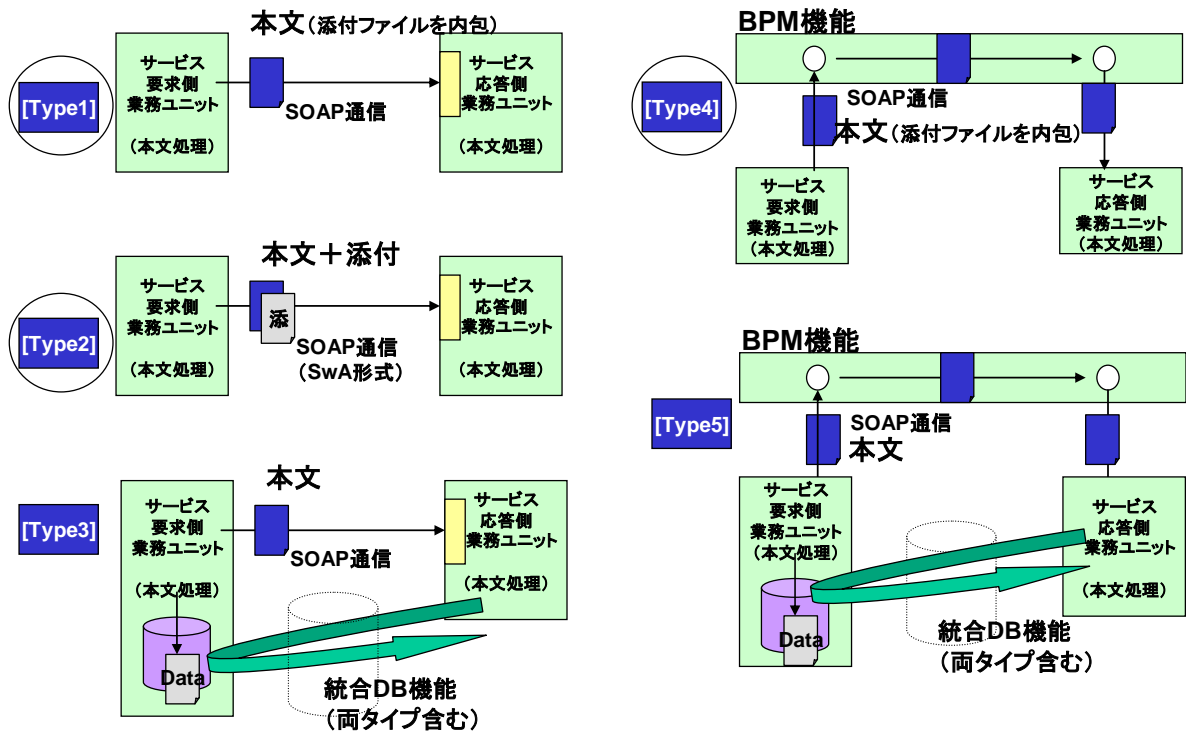 本文(添付ファイルを内包)
[Type1]
サービス
要求側
業務ユニット
(本文処理)
SOAP通信
サービス
応答側
業務ユニット
(本文処理)
本文+添付
[Type2]
サービス
要求側
業務ユニット
(本文処理)
添
SOAP通信
(SwA形式)
サービス
応答側
業務ユニット
(本文処理)
本文
[Type3]
サービス
要求側
業務ユニット
(本文処理)
Data
SOAP通信
サービス
応答側
業務ユニット
(本文処理)
統合DB機能
(両タイプ含む)
BPM機能
[Type4]
SOAP通信
本文(添付ファイルを内包)
サービス
要求側
業務ユニット
(本文処理)
サービス
応答側
業務ユニット
(本文処理)
BPM機能
[Type5]
SOAP通信
本文
サービス
要求側
業務ユニット
(本文処理)
Data
サービス
応答側
業務ユニット
(本文処理)
統合DB機能
(両タイプ含む)